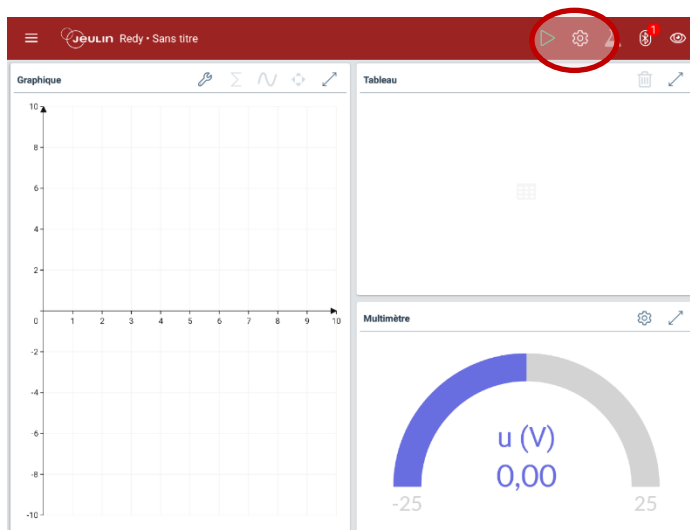 Jeulin Redy • Sans titre
1
Graphique
10
8
6
4
2
0 1 2 3 4 5 6 7 8 9 10
-2
-4
-6
-8
-10
Tableau
Multimètre
u (V)
0,00
-25 25